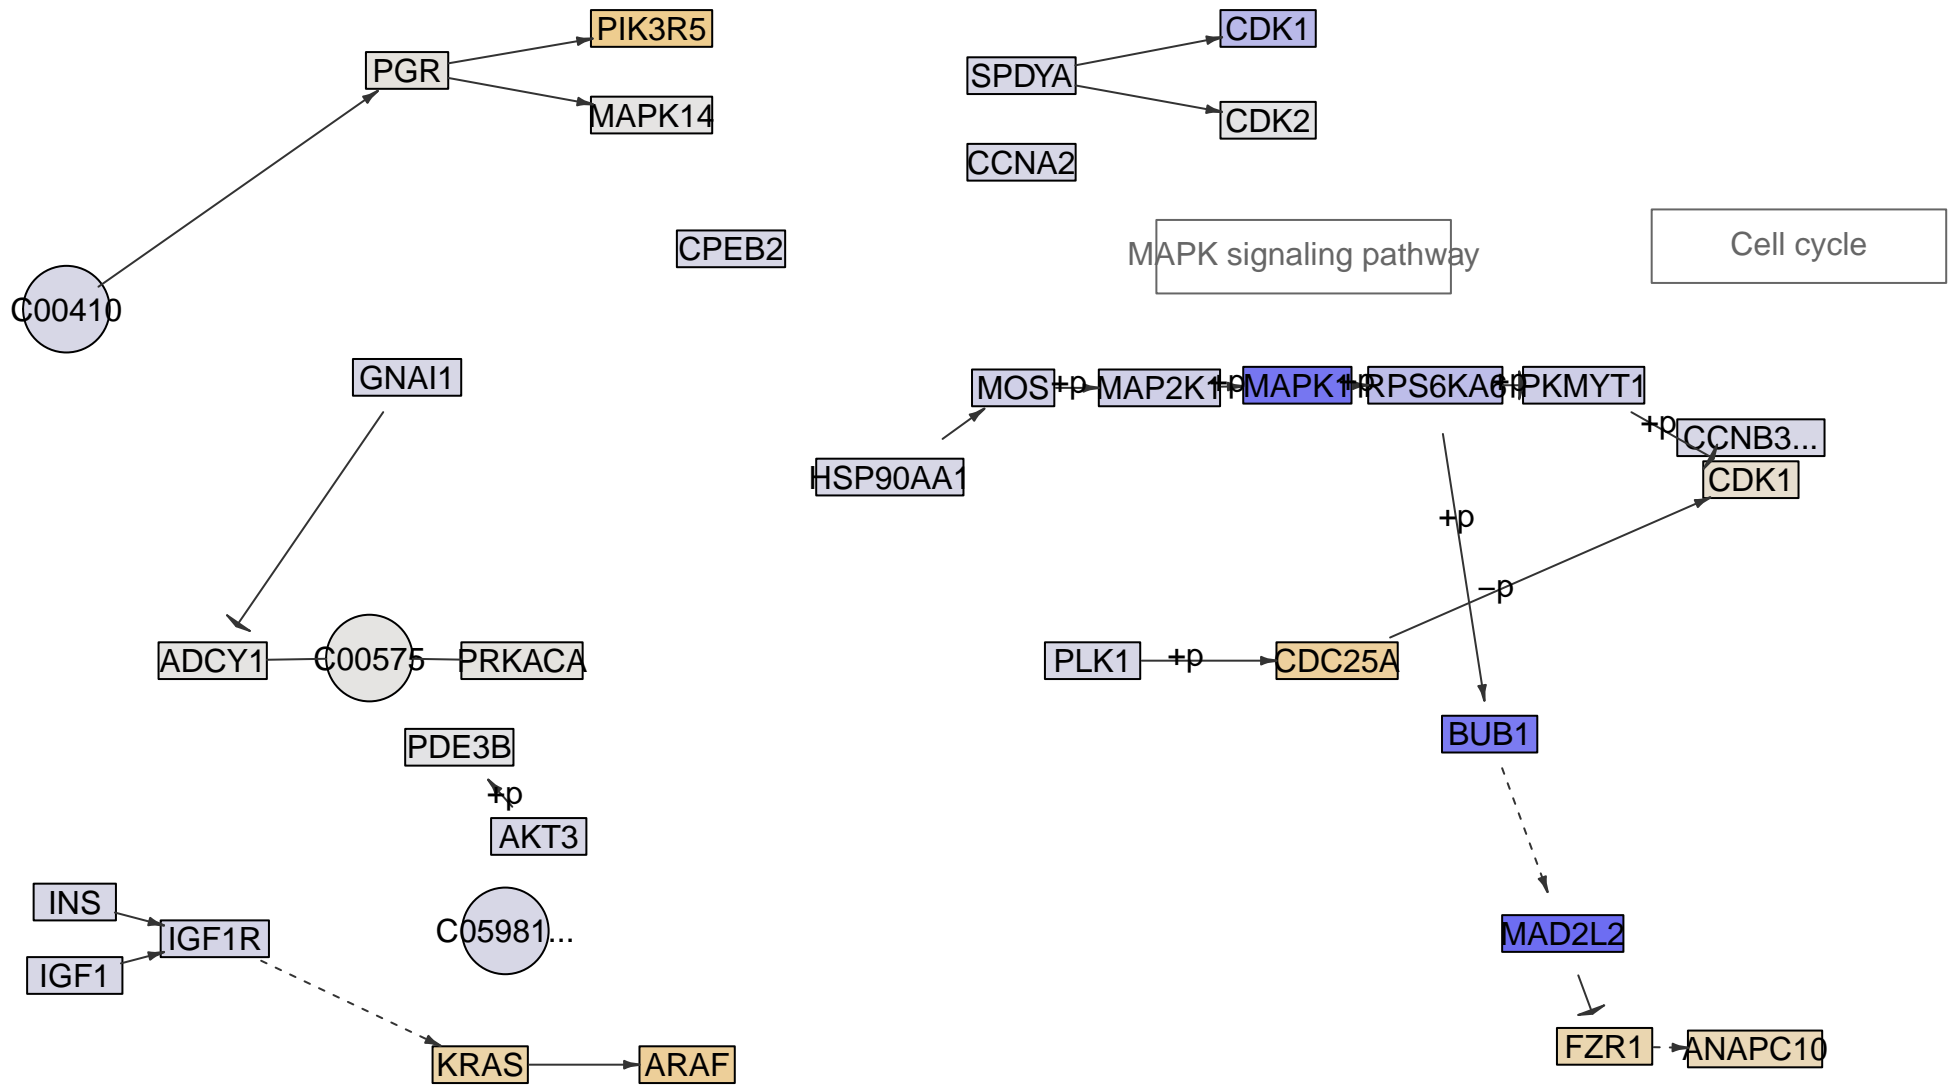 PIK3R5
CDK1
PGR
SPDYA
MAPK14
CDK2
CCNA2
CPEB2
MAPK signaling pathway
Cell cycle
C00410
GNAI1
MOS
+p
MAP2K1
+p
MAPK1
+p
RPS6KA6
+p
PKMYT1
+p
CCNB3...
HSP90AA1
CDK1
+p
–p
ADCY1
C00575
PRKACA
PLK1
+p
CDC25A
BUB1
PDE3B
+p
AKT3
INS
IGF1R
C05981...
MAD2L2
IGF1
KRAS
ARAF
FZR1
ANAPC10